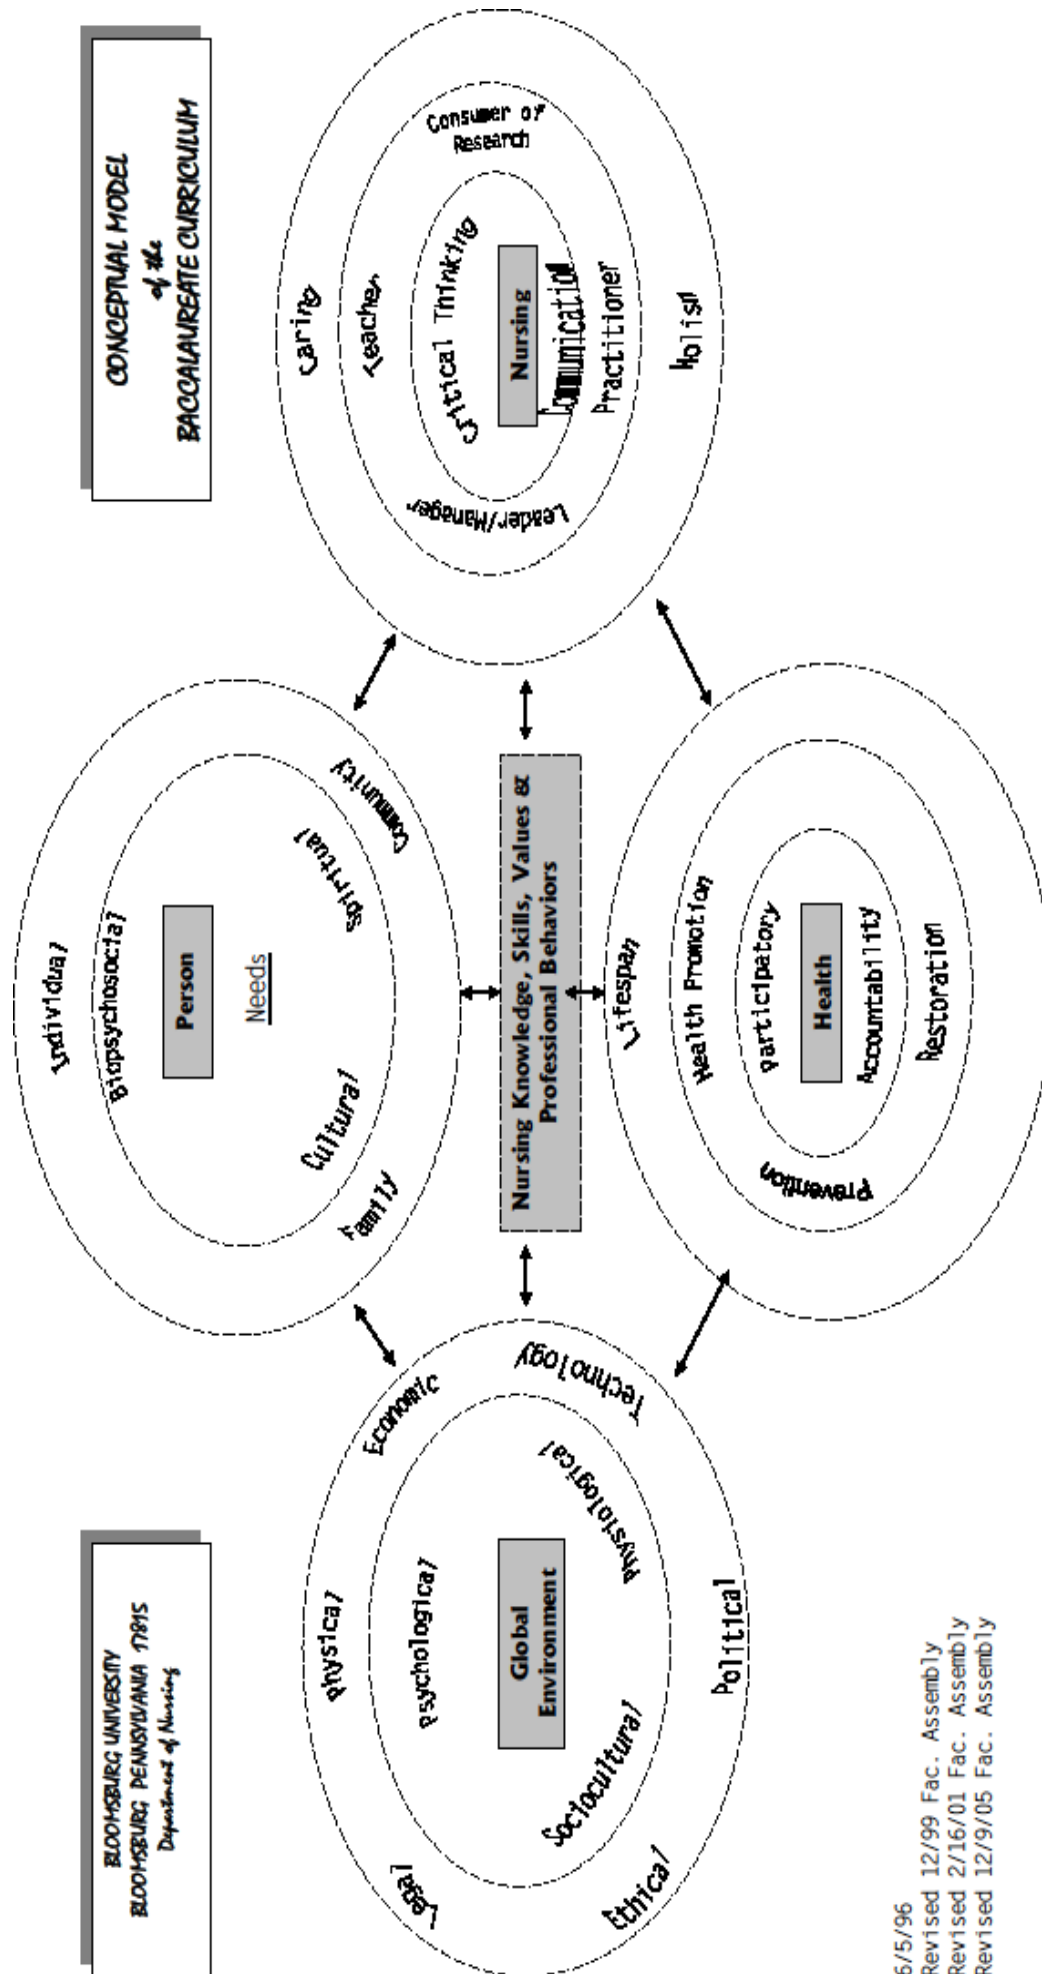 BLOOMSBURG UNIVERSITY
BLOOMSBURG, PENNSYLVANIA 17815
Department of Nursing
CONCEPTUAL MODEL
of the
BACCALAUREATE CURRICULUM
Individual
Biopsychosocial
Person
Needs
Cultural
Spiritual
Family
Community
Physical
Economic
Legal
Psychological
Technology
Global
Environment
Sociocultural
Physiological
Ethical
Political
Nursing Knowledge, Skills, Values &
Professional Behaviors
Caring
Teacher
Consumer of
Research
Critical Thinking
Leader/Manager
Nursing
Communication
Practitioner
Holism
Lifespan
Health Promotion
Participatory
Prevention
Health
Accountability
Restoration
6/5/96
Revised 12/99 Fac. Assembly
Revised 2/16/01 Fac. Assembly
Revised 12/9/05 Fac. Assembly